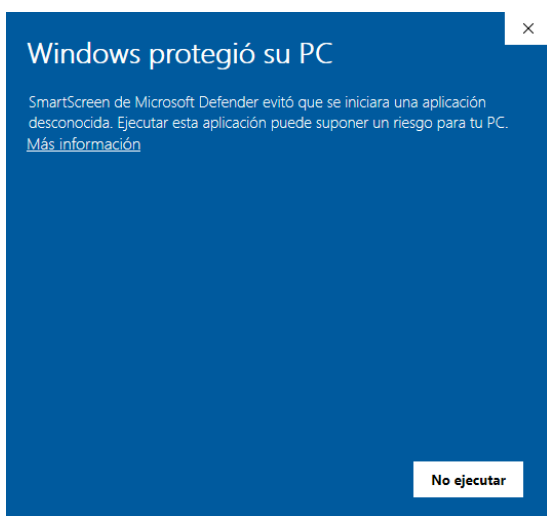 Windows protegió su PC
SmartScreen de Microsoft Defender evitó que se iniciara una aplicación
desconocida. Ejecutar esta aplicación puede suponer un riesgo para tu PC.
Más información
No ejecutar